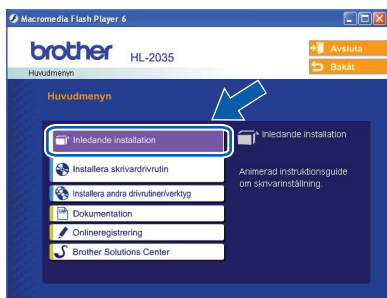 Macromedia Flash Player 6
brother HL-2035
Avsluta
Bakåt
Huvudmenyn
Huvudmenyn
Inledande installation
Installera skrivardrivrutin
Installera andra drivrutiner/verktyg
Dokumentation
Onlineregistrering
Brother Solutions Center
Inledande installation
Animerad instruktionsguide
om skrivarinställning.